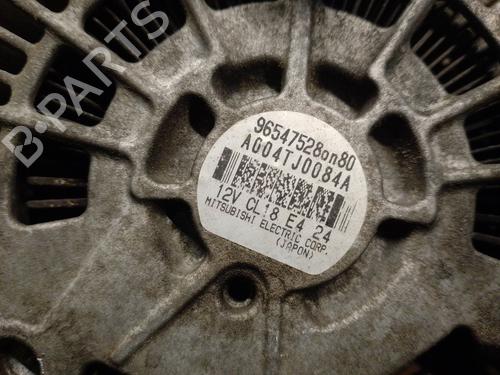 96547528on80
A004TJ0084A
12V CL18 E4 24
MITSUBISHI ELECTRIC CORP.
(JAPAN)
B-PARTS